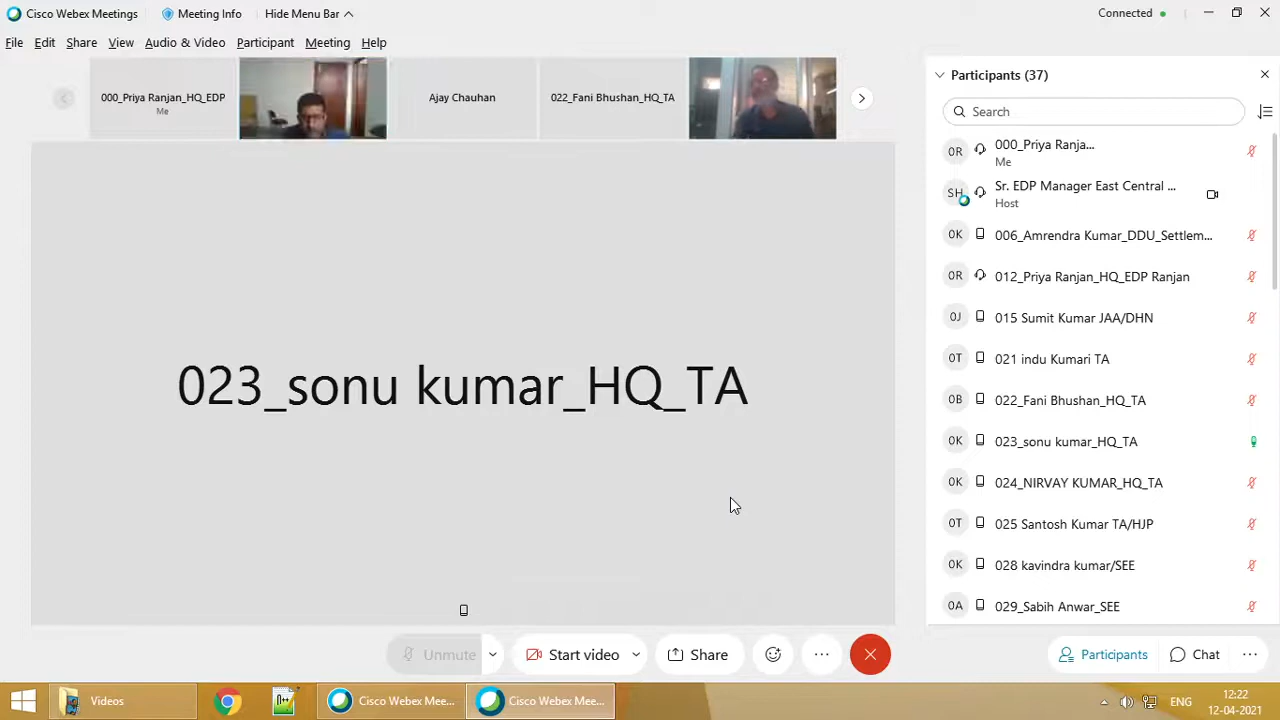 Cisco Webex Meetings
Meeting Info
Hide Menu Bar
Connected
File Edit Share View Audio & Video Participant Meeting Help
000_Priya Ranjan_HQ_EDP
Me
Ajay Chauhan
022_Fani Bhushan_HQ_TA
023_sonu kumar_HQ_TA
Participants (37)
Search
0R 000_Priya Ranja...
Me
SH Sr. EDP Manager East Central ...
Host
0K 006_Amrendra Kumar_DDU_Settlem...
0R 012_Priya Ranjan_HQ_EDP Ranjan
0J 015 Sumit Kumar JAA/DHN
0T 021 indu Kumari TA
0B 022_Fani Bhushan_HQ_TA
0K 023_sonu kumar_HQ_TA
0K 024_NIRVAY KUMAR_HQ_TA
0T 025 Santosh Kumar TA/HJP
0K 028 kavindra kumar/SEE
0A 029_Sabih Anwar_SEE
Unmute Start video Share
Participants Chat
Videos
Cisco Webex Mee...
Cisco Webex Mee...
ENG
12:22
12-04-2021